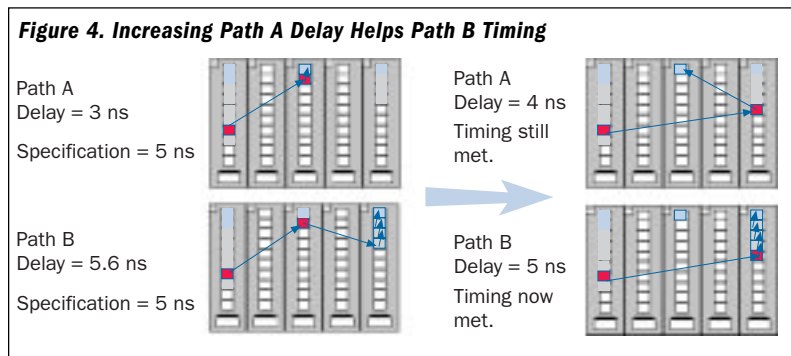 Figure 4. Increasing Path A Delay Helps Path B Timing
Path A
Delay = 3 ns
Specification = 5 ns
Path B
Delay = 5.6 ns
Specification = 5 ns
Path A
Delay = 4 ns
Timing still
met.
Path B
Delay = 5 ns
Timing now
met.